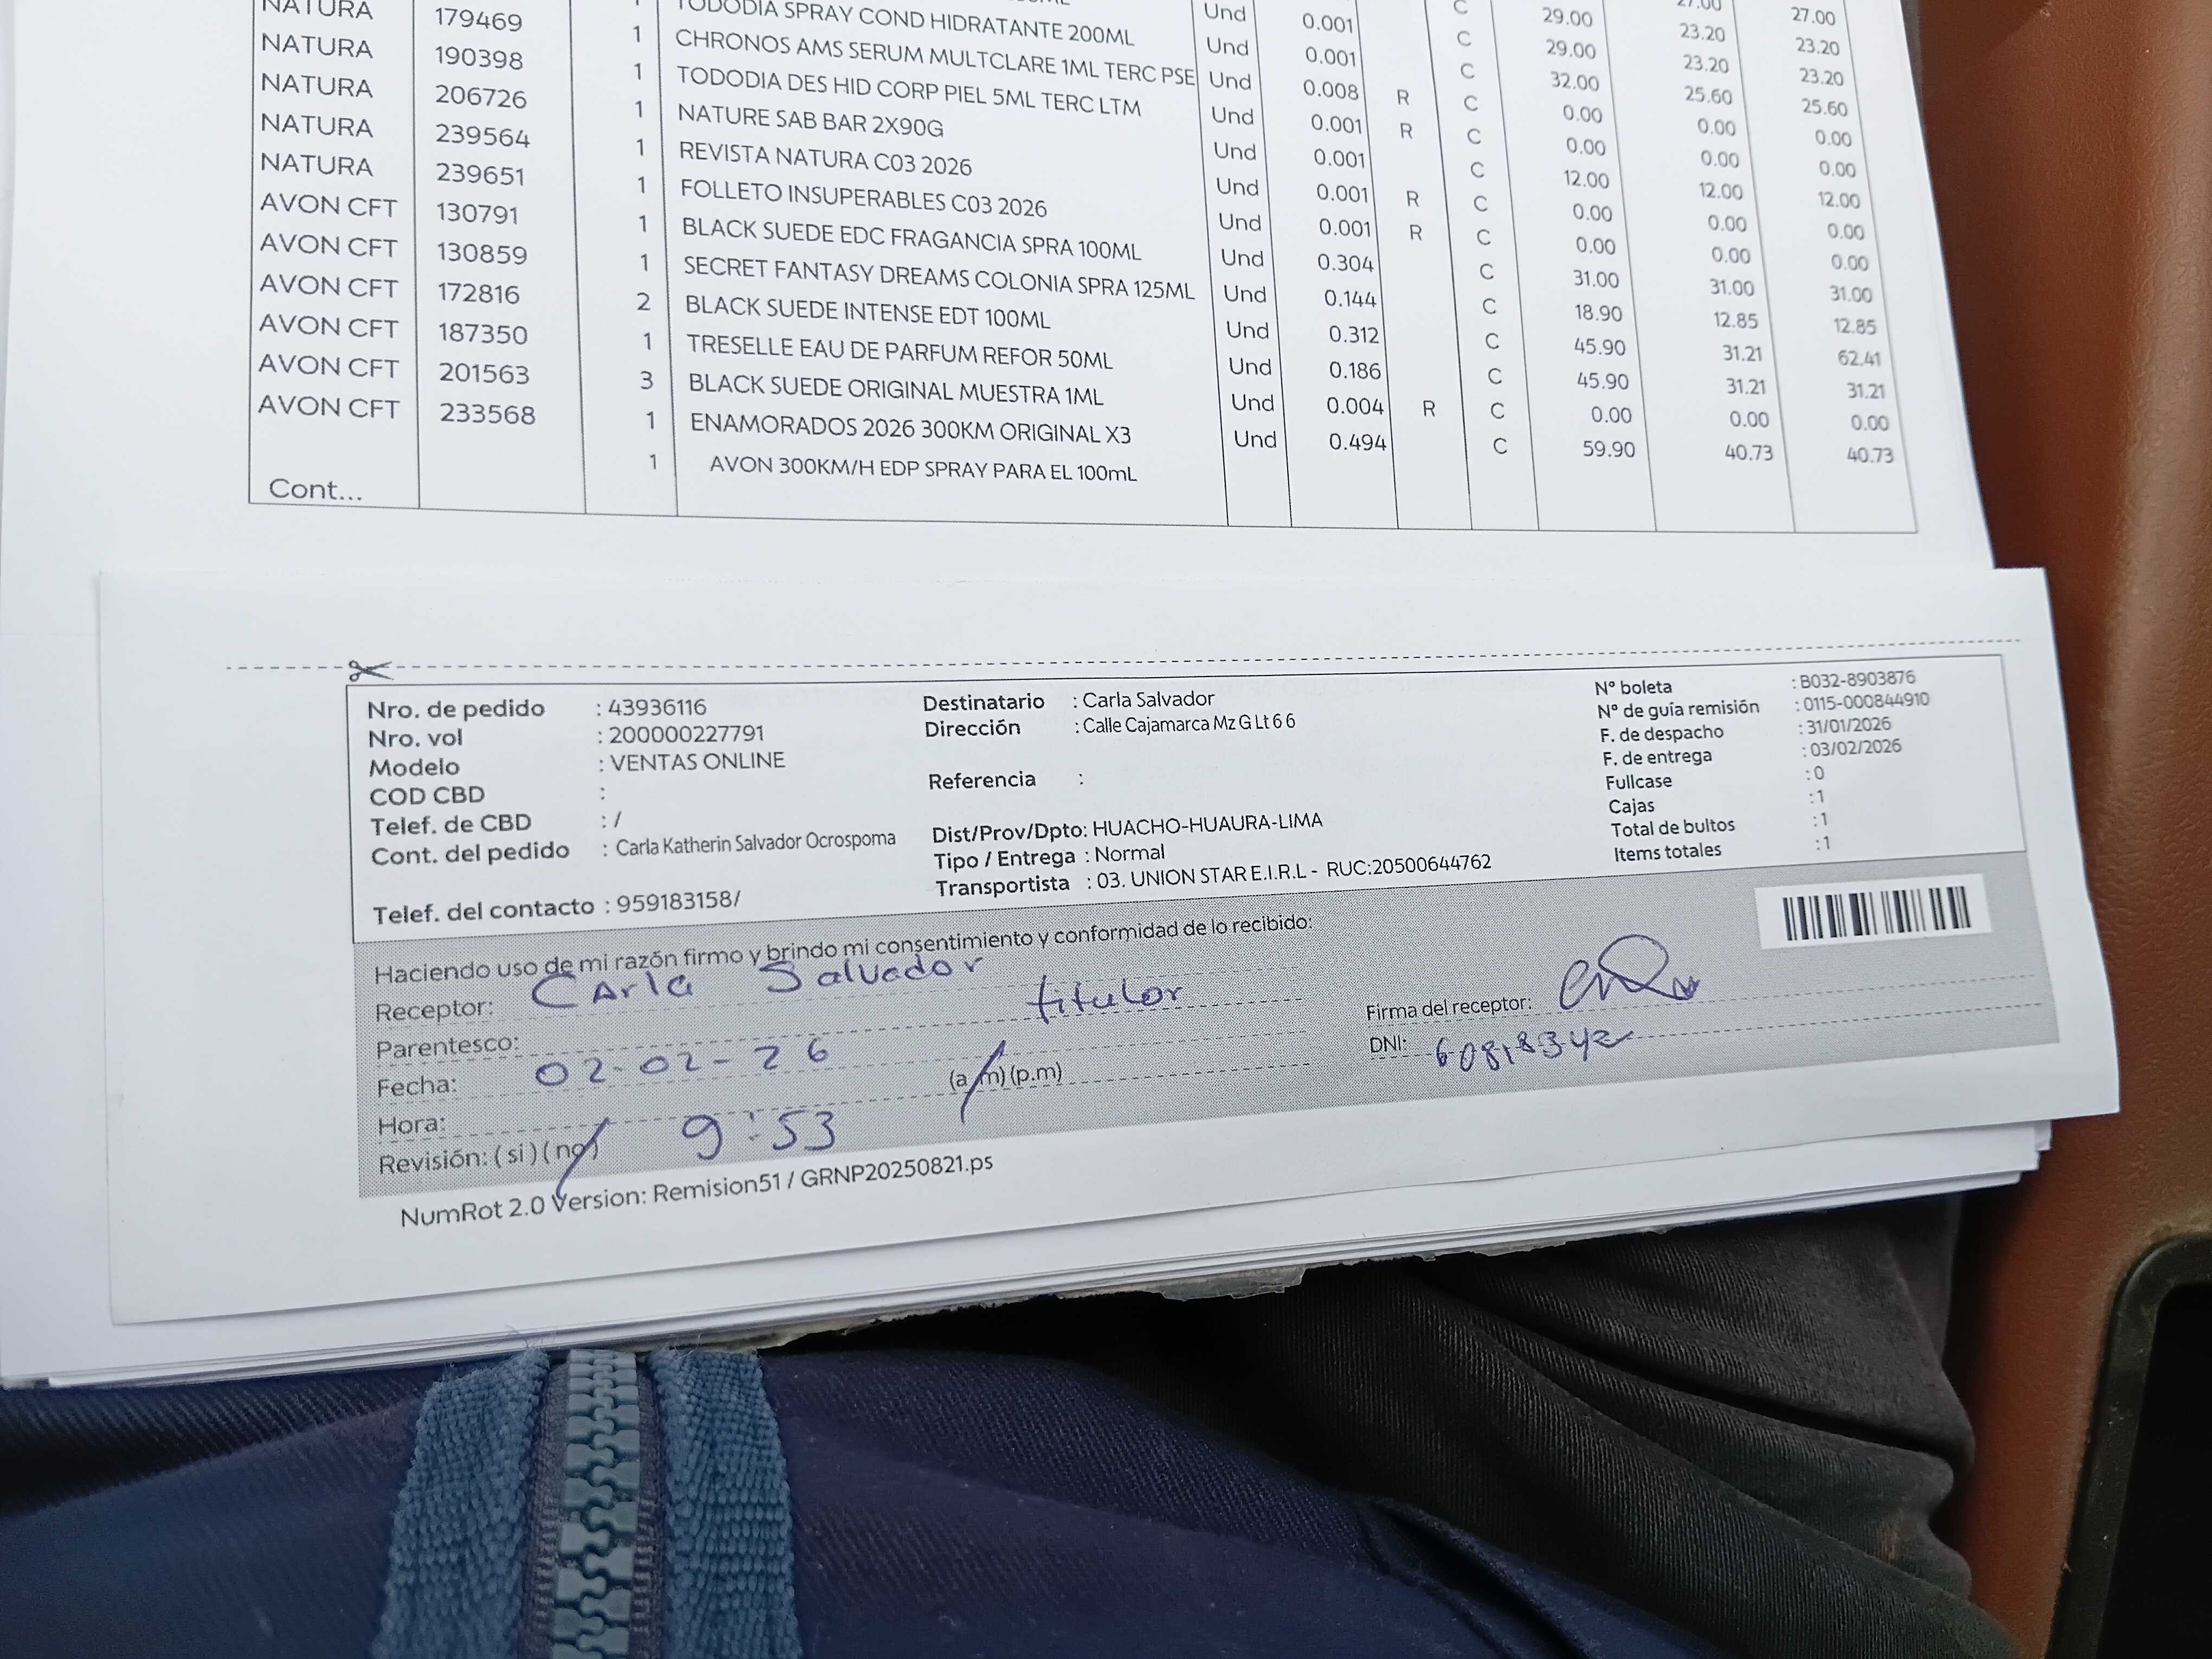 NATURA 179469 1 TODODIA SPRAY COND HIDRATANTE 200ML Und 0.001 C 29.00 23.20 23.20
NATURA 190398 1 CHRONOS AMS SERUM MULTCLARE 1ML TERC PSE Und 0.001 C 29.00 23.20 23.20
NATURA 206726 1 TODODIA DES HID CORP PIEL 5ML TERC LTM Und 0.008 R C 32.00 25.60 25.60
NATURA 239564 1 NATURE SAB BAR 2X90G Und 0.001 R C 0.00 0.00 0.00
NATURA 239651 1 REVISTA NATURA C03 2026 Und 0.001 C 0.00 0.00 0.00
AVON CFT 130791 1 FOLLETO INSUPERABLES C03 2026 Und 0.001 R C 12.00 12.00 12.00
AVON CFT 130859 1 BLACK SUEDE EDC FRAGANCIA SPRA 100ML Und 0.001 R C 0.00 0.00 0.00
AVON CFT 172816 1 SECRET FANTASY DREAMS COLONIA SPRA 125ML Und 0.304 C 0.00 0.00 0.00
AVON CFT 187350 2 BLACK SUEDE INTENSE EDT 100ML Und 0.144 C 31.00 31.00 31.00
AVON CFT 201563 1 TRESELLE EAU DE PARFUM REFOR 50ML Und 0.312 C 18.90 12.85 12.85
AVON CFT 233568 3 BLACK SUEDE ORIGINAL MUESTRA 1ML Und 0.186 C 45.90 31.21 62.41
1 ENAMORADOS 2026 300KM ORIGINAL X3 Und 0.004 R C 45.90 31.21 31.21
1 AVON 300KM/H EDP SPRAY PARA EL 100mL Und 0.494 C 0.00 0.00 0.00
59.90 40.73 40.73
Cont...
Nro. de pedido : 43936116
Nro. vol : 200000227791
Modelo : VENTAS ONLINE
COD CBD :
Telef. de CBD : /
Cont. del pedido : Carla Katherin Salvador Ocrospoma
Telef. del contacto : 959183158/
Destinatario : Carla Salvador
Dirección : Calle Cajamarca Mz G Lt 6 6
Referencia :
Dist/Prov/Dpto: HUACHO-HUAURA-LIMA
Tipo / Entrega : Normal
Transportista : 03. UNION STAR E.I.R.L - RUC:20500644762
N° boleta : B032-8903876
N° de guía remisión : 0115-000844910
F. de despacho : 31/01/2026
F. de entrega : 03/02/2026
Fullcase : 0
Cajas : 1
Total de bultos : 1
Items totales : 1
Haciendo uso de mi razón firmo y brindo mi consentimiento y conformidad de lo recibido:
Receptor: Carla Salvador
Parentesco: titular
Fecha: 02-02-26
Hora: 9:53 (a.m) (p.m)
Revisión: (si) (no)
Firma del receptor:
DNI: 60818342
NumRot 2.0 Version: Remision51 / GRNP20250821.ps